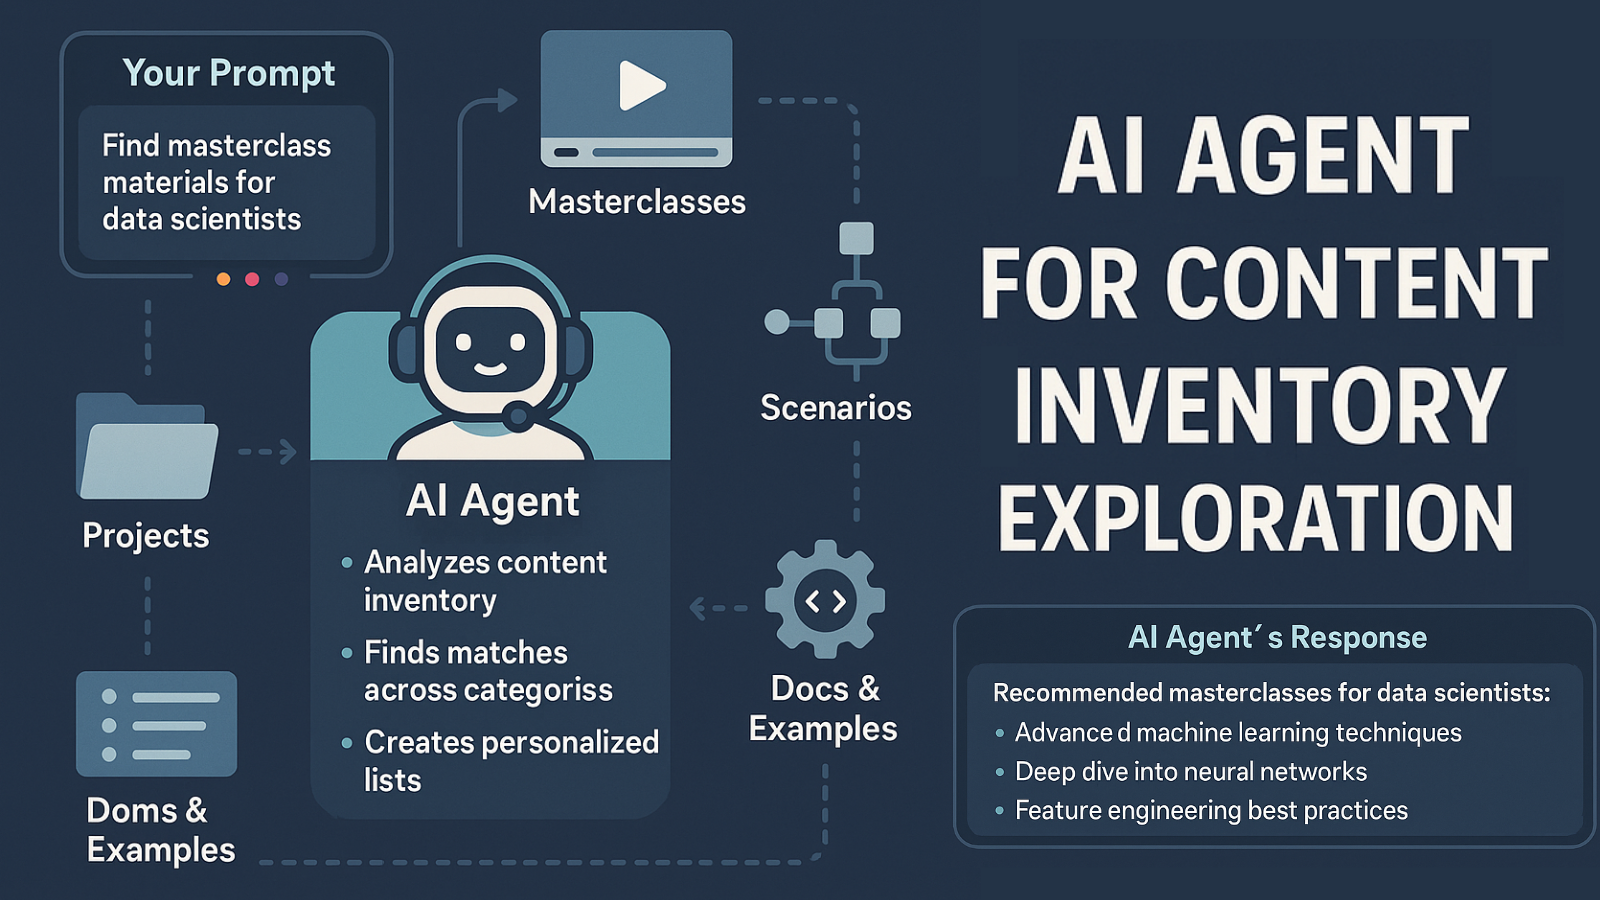 Your Prompt
Find masterclass
materials for
data scientists
Masterclasses
Scenarios
Projects
AI Agent
• Analyzes content
inventory
• Finds matches
across categoriss
• Creates personalized
lists
Docs &
Examples
Doms &
Examples
AI AGENT
FOR CONTENT
INVENTORY
EXPLORATION
AI Agent´s Response
Recommended masterclasses for data scientists:
• Advanced machine learning techniques
• Deep dive into neural networks
• Feature engineering best practices